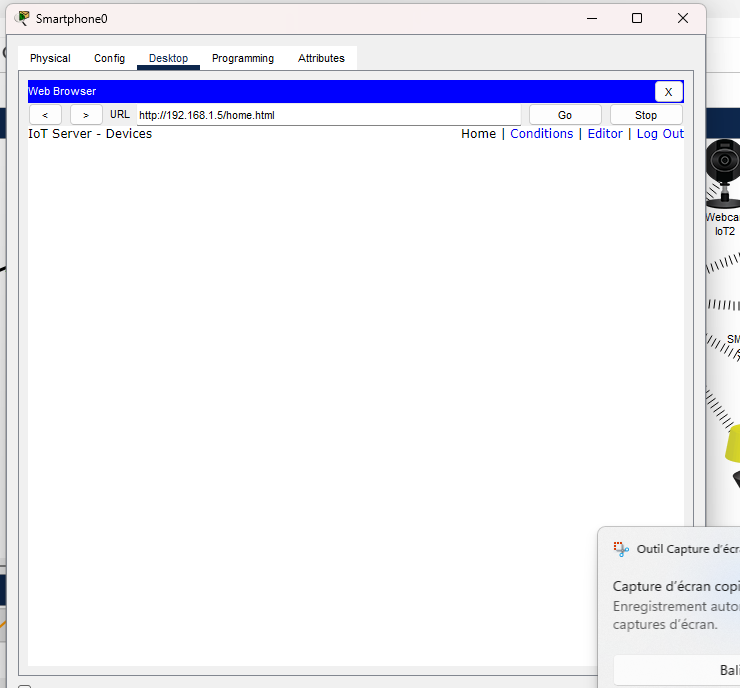 Smartphone0
Physical Config Desktop Programming Attributes
Web Browser X
< > URL http://192.168.1.5/home.html Go Stop
IoT Server - Devices Home | Conditions | Editor | Log Out
Webca
IoT2
SM
Outil Capture d'écr
Capture d'écran copi
Enregistrement auto
captures d'écran.
Bali